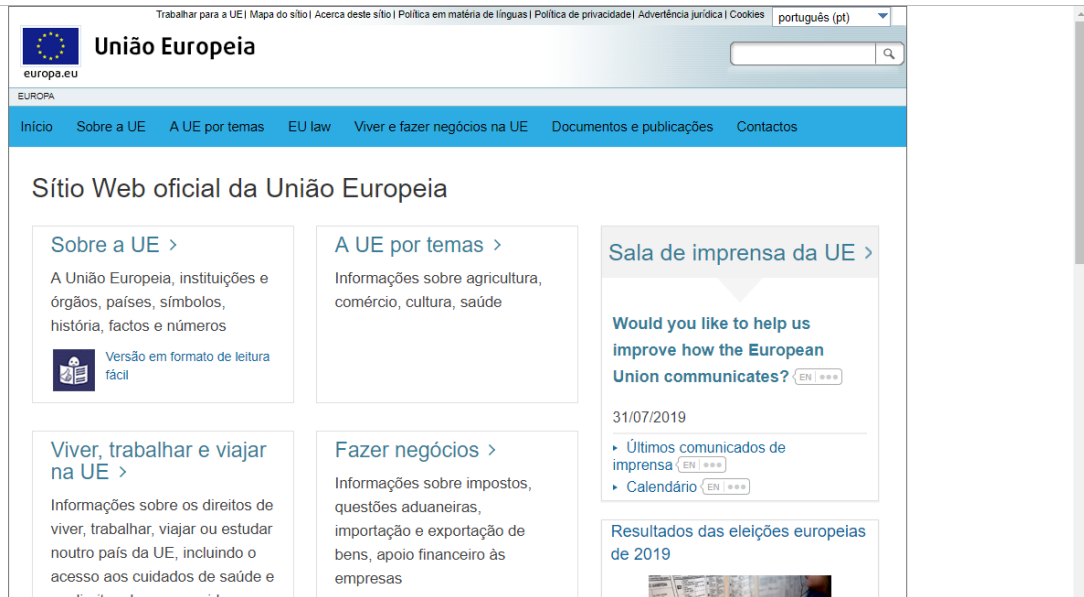 Trabalhar para a UE | Mapa do sítio | Acerca deste sítio | Política em matéria de línguas | Política de privacidade | Advertência jurídica | Cookies português (pt)
União Europeia
europa.eu
EUROPA
Início Sobre a UE A UE por temas EU law Viver e fazer negócios na UE Documentos e publicações Contactos
Sítio Web oficial da União Europeia
Sobre a UE >
A União Europeia, instituições e
órgãos, países, símbolos,
história, factos e números
Versão em formato de leitura
fácil
A UE por temas >
Informações sobre agricultura,
comércio, cultura, saúde
Sala de imprensa da UE >
Would you like to help us
improve how the European
Union communicates? EN
31/07/2019
Últimos comunicados de
imprensa EN
Calendário EN
Viver, trabalhar e viajar
na UE >
Informações sobre os direitos de
viver, trabalhar, viajar ou estudar
noutro país da UE, incluindo o
acesso aos cuidados de saúde e
Fazer negócios >
Informações sobre impostos,
questões aduaneiras,
importação e exportação de
bens, apoio financeiro às
empresas
Resultados das eleições europeias
de 2019